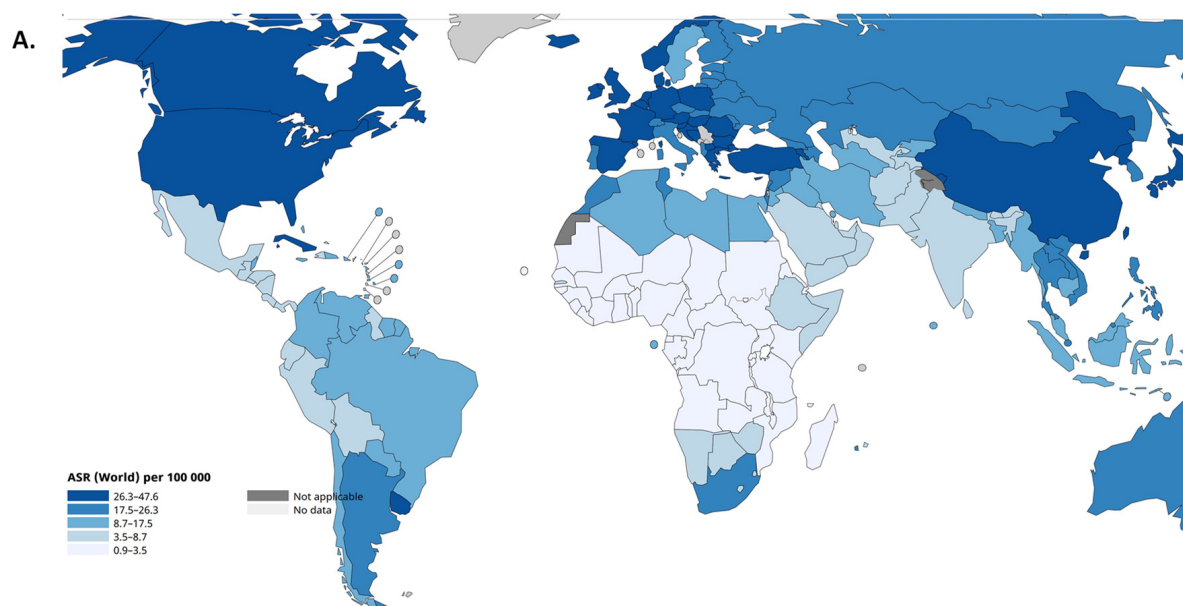 A.
ASR (World) per 100 000
26.3–47.6
17.5–26.3
8.7–17.5
3.5–8.7
0.9–3.5
Not applicable
No data